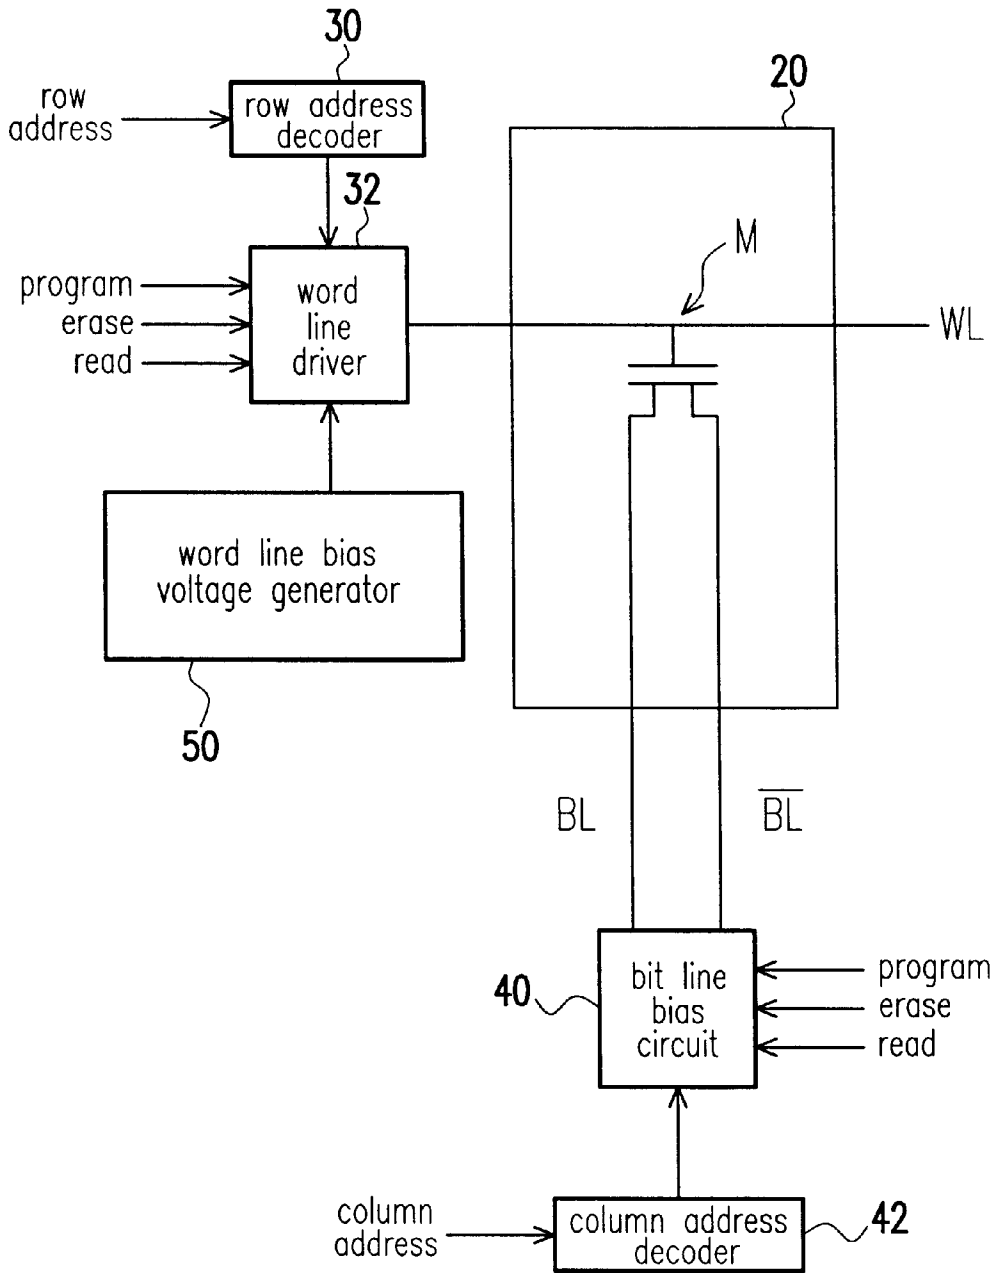 30
20
row
address
row address
decoder
32
M
program
erase
read
word
line
driver
WL
word line bias
voltage generator
50
BL
B̅L̅
40
bit line
bias
circuit
program
erase
read
column
address
column address
decoder
42